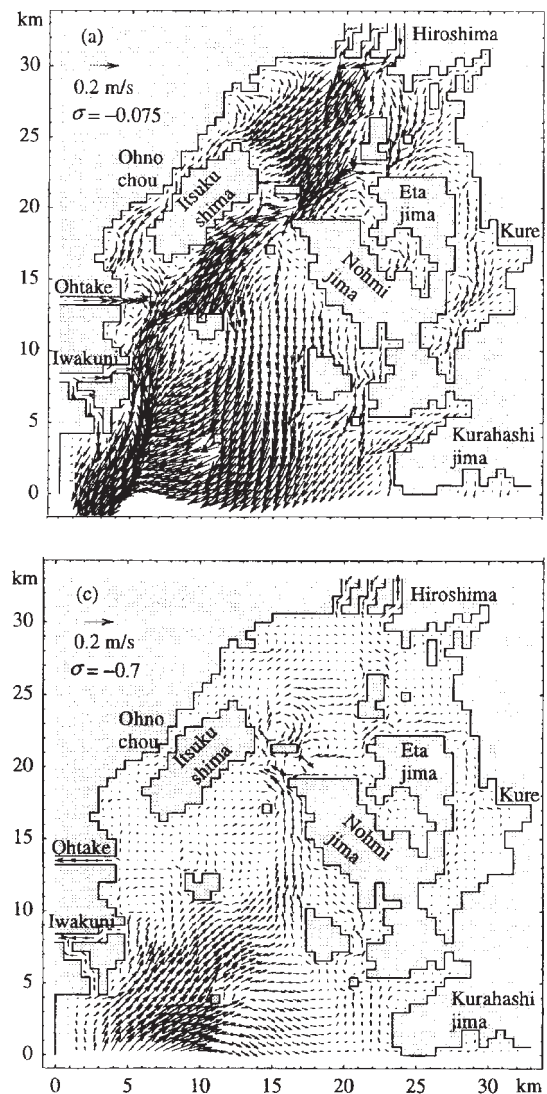 km
(a)
Hiroshima
30
0.2 m/s
σ = −0.075
25
Ohno
chou
Itsuku
shima
Eta
jima
20
Kure
Nohmi
jima
15
Ohtake
10
Iwakuni
5
Kurahashi
jima
0
km
(c)
Hiroshima
30
0.2 m/s
σ = −0.7
25
Ohno
chou
Itsuku
shima
Eta
jima
20
Kure
Nohmi
jima
15
Ohtake
10
Iwakuni
5
Kurahashi
jima
0
0 5 10 15 20 25 30 km